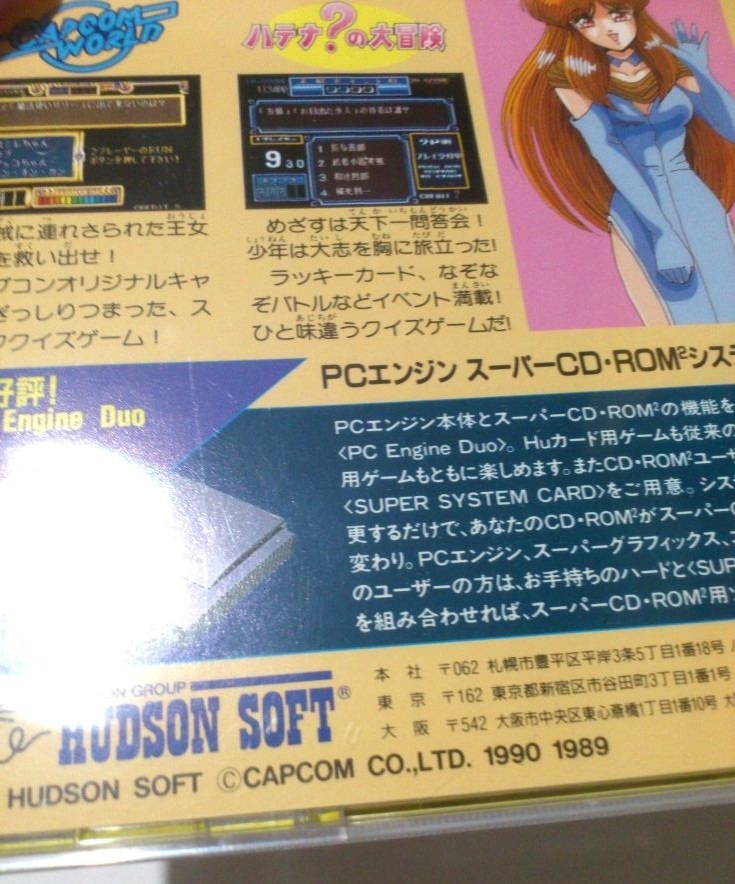 CAPCOM WORLD
ハテナ?の大冒険
9 30
1
2
3
4
に連れさられた王女
を救い出せ!
プコンオリジナルキャ
ぎっしりつまった、ス
クイズゲーム!
めざすは天下一問答会!
少年は大志を胸に旅立った!
ラッキーカード、なぞな
ぞバトルなどイベント満載!
ひと味違うクイズゲームだ!
好評!
Engine Duo
PCエンジン スーパーCD・ROM²システ
PCエンジン本体とスーパーCD・ROM²の機能を
〈PC Engine Duo〉。Huカード用ゲームも従来の
用ゲームもともに楽しめます。またCD・ROM²ユーザ
〈SUPER SYSTEM CARD〉をご用意。シス
更するだけで、あなたのCD・ROM²がスーパーC
変わり。PCエンジン、スーパーグラフィックス、
のユーザーの方は、お手持ちのハードと〈SUP
を組み合わせれば、スーパーCD・ROM²用ソ
ON GROUP
HUDSON SOFT®
本社 〒062 札幌市豊平区平岸3条5丁目1番18号
東京 〒162 東京都新宿区市谷田町3丁目1番1号
大阪 〒542 大阪市中央区東心斎橋1丁目1番10号
HUDSON SOFT ©CAPCOM CO.,LTD. 1990 1989